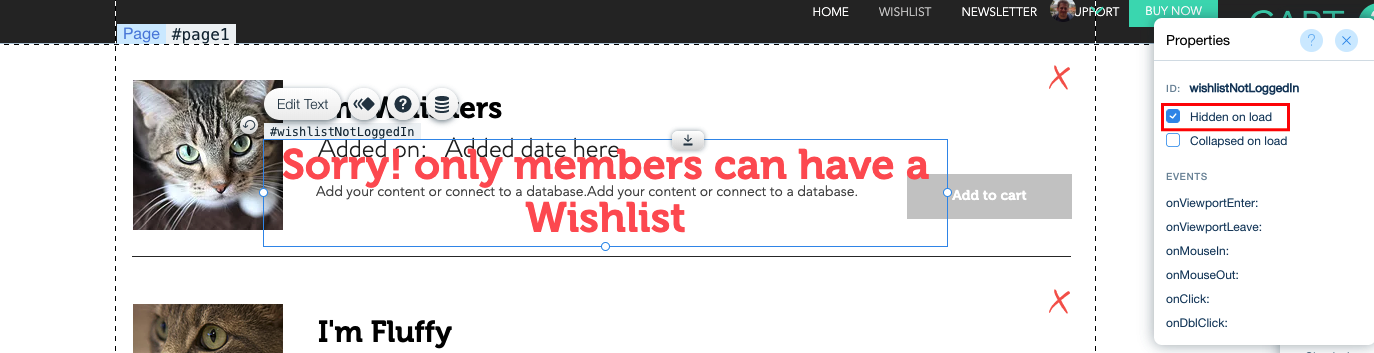 HOME WISHLIST NEWSLETTER UPPORT BUY NOW
CART
Page #page1
Properties ?
ID: wishlistNotLoggedIn
Hidden on load
Collapsed on load
EVENTS
onViewportEnter:
onViewportLeave:
onMouseIn:
onMouseOut:
onClick:
onDblClick:
Edit Text ?
#wishlistNotLoggedIn
Added on: Added date here
Sorry! only members can have a
Wishlist
Add your content or connect to a database.Add your content or connect to a database.
Add to cart
I'm Fluffy